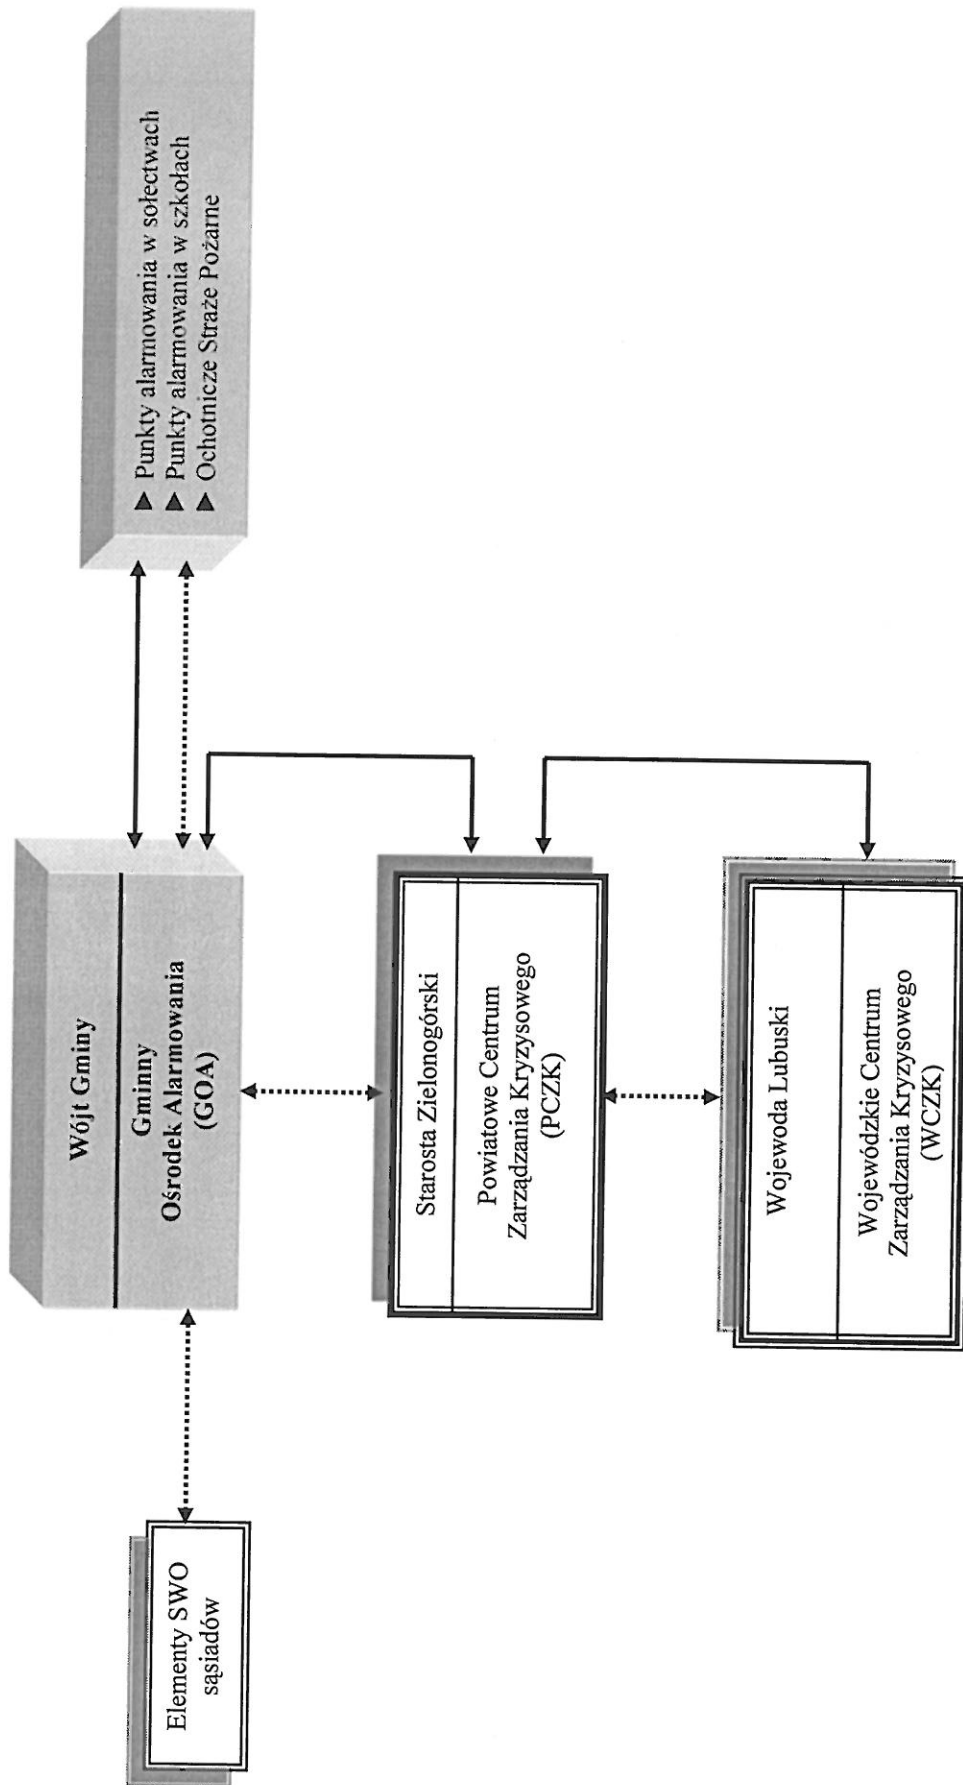 Wójt Gminy
Gminny
Ośrodek Alarmowania
(GOA)
▶ Punkty alarmowania w sołectwach
▶ Punkty alarmowania w szkołach
▶ Ochotnicze Straże Pożarne
Elementy SWO
sąsiadów
Starosta Zielonogórski
Powiatowe Centrum
Zarządzania Kryzysowego
(PCZK)
Wojewoda Lubuski
Wojewódzkie Centrum
Zarządzania Kryzysowego
(WCZK)